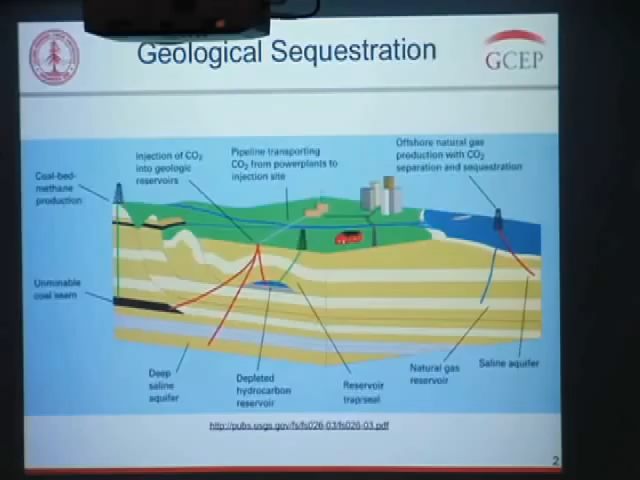 Geological Sequestration
GCEP
Offshore natural gas
production with CO2
separation and sequestration
Pipeline transporting
CO2 from powerplants to
injection site
Injection of CO2
into geologic
reservoirs
Coal-bed-
methane
production
Unminable
coal seam
Deep
saline
aquifer
Depleted
hydrocarbon
reservoir
Reservoir
trap/seal
Natural gas
reservoir
Saline aquifer
http://pubs.usgs.gov/fs/fs026-03/fs026-03.pdf
2